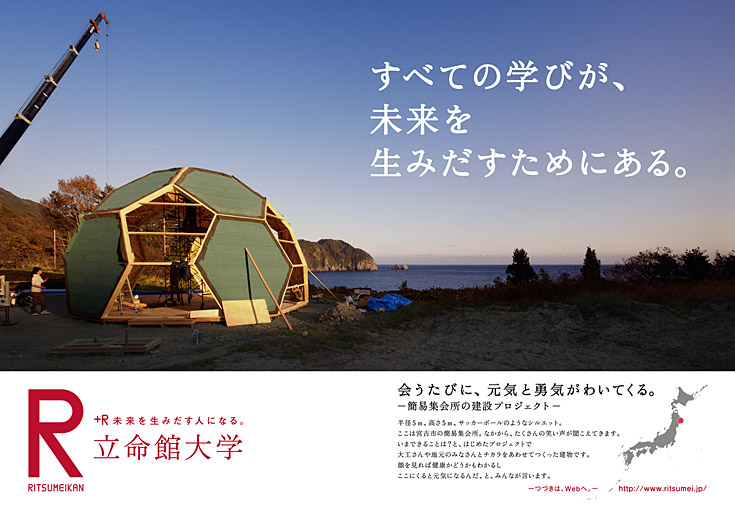 すべての学びが、
未来を
生みだすためにある。
R
RITSUMEIKAN
+R 未来を生みだす人になる。
立命館大学
会うたびに、元気と勇気がわいてくる。
−簡易集会所の建設プロジェクト−
半径5m、高さ5m、サッカーボールのようなシルエット。
ここは宮古市の簡易集会所。なかから、たくさんの笑い声が聞こえてきます。
いまできることは?と、はじめたプロジェクトで
大工さんや地元のみなさんとチカラをあわせてつくった建物です。
顔を見れば健康かどうかもわかるし
ここにくると元気になるんだ、と、みんなが言います。
−つづきは、Webへ。− http://www.ritsumei.jp/